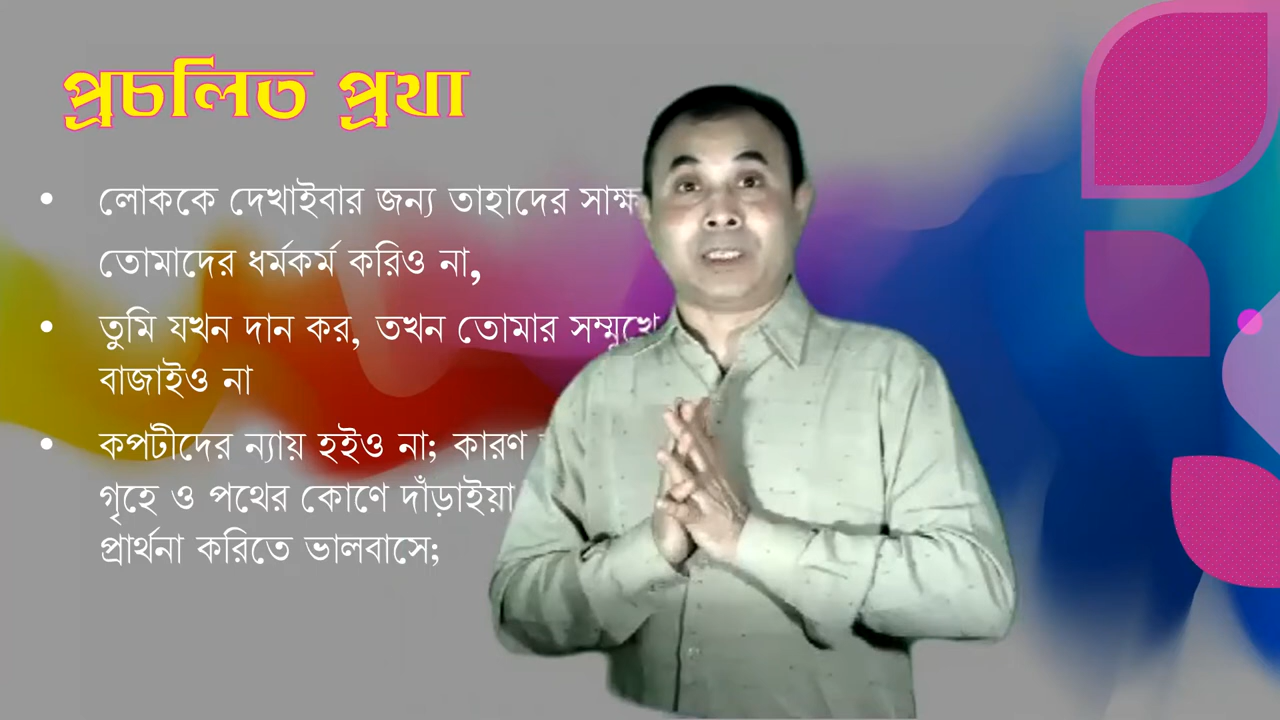 প্রচলিত প্রথা
• লোককে দেখাইবার জন্য তাহাদের
তোমাদের ধর্মকর্ম করিও না,
• তুমি যখন দান কর, তখন তোমার সম্মুখে
বাজাইও না
• কপটীদের ন্যায় হইও না; কারণ
গৃহে ও পথের কোণে দাঁড়াইয়া
প্রার্থনা করিতে ভালবাসে;